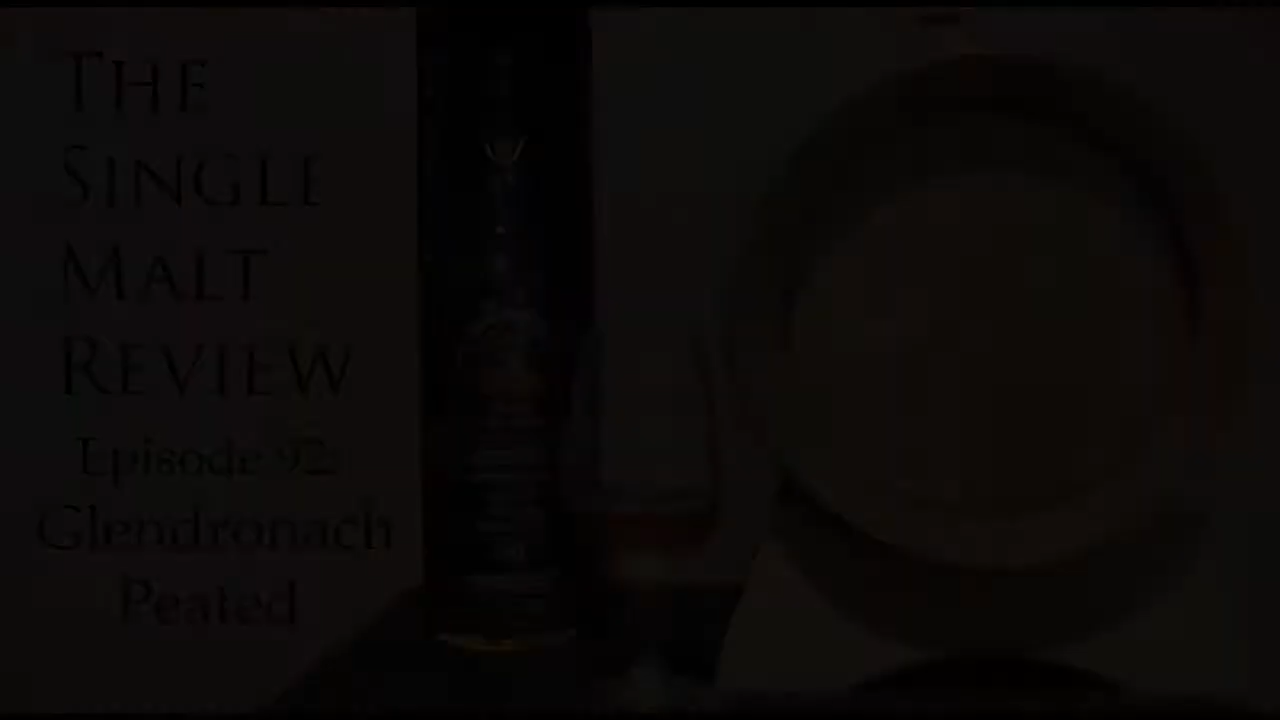 THE
SINGLE
MALT
REVIEW
Episode 92:
Glendronach
Peated